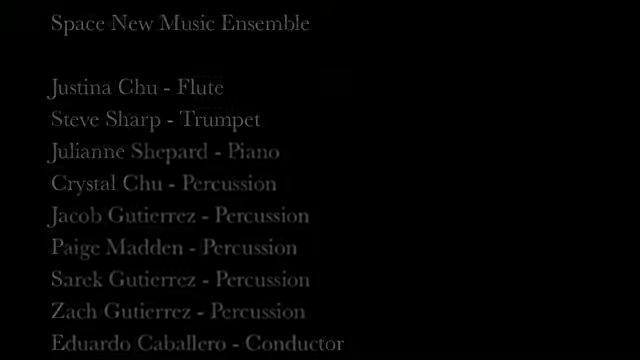 Space New Music Ensemble
Justina Chu - Flute
Steve Sharp - Trumpet
Julianne Shepard - Piano
Crystal Chu - Percussion
Jacob Gutierrez - Percussion
Paige Madden - Percussion
Sarek Gutierrez - Percussion
Zach Gutierrez - Percussion
Eduardo Caballero - Conductor